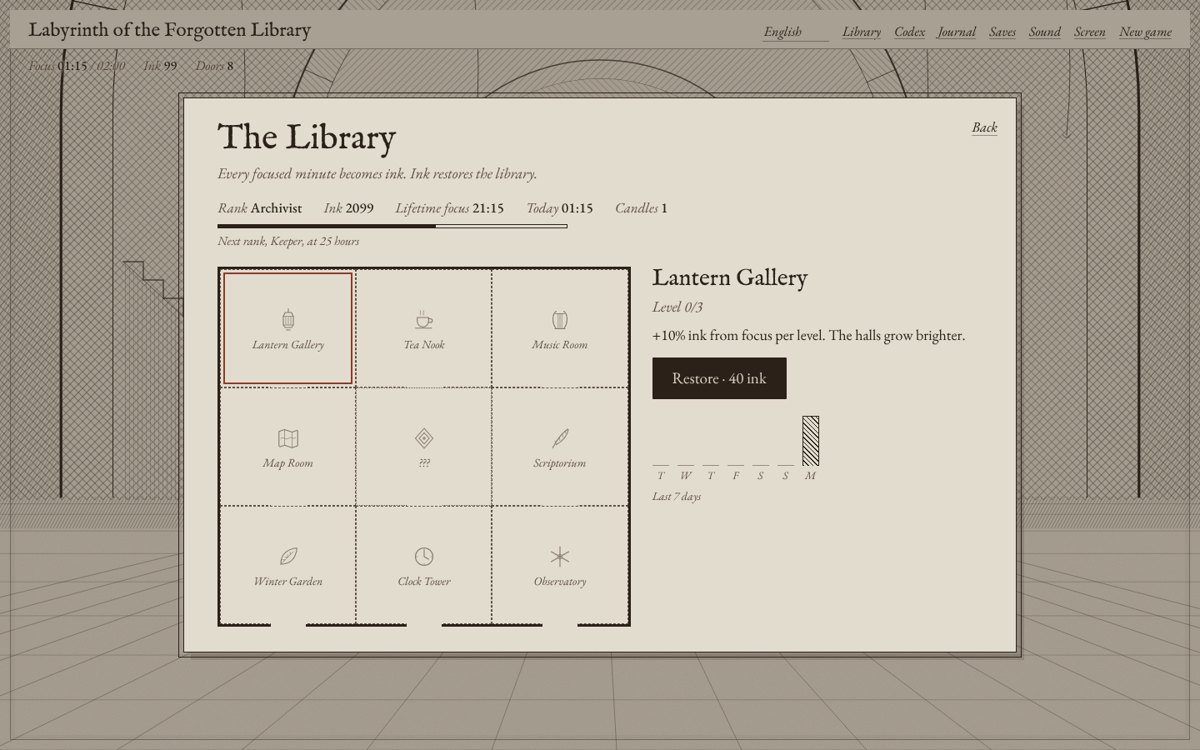 Labyrinth of the Forgotten Library
English Library Codex Journal Saves Sound Screen New game
Focus 01:15 / 02:00 Ink 99 Doors 8
The Library
Back
Every focused minute becomes ink. Ink restores the library.
Rank Archivist Ink 2099 Lifetime focus 21:15 Today 01:15 Candles 1
Next rank, Keeper, at 25 hours
Lantern Gallery
Tea Nook
Music Room
Map Room
???
Scriptorium
Winter Garden
Clock Tower
Observatory
Lantern Gallery
Level 0/3
+10% ink from focus per level. The halls grow brighter.
Restore · 40 ink
T W T F S S M
Last 7 days